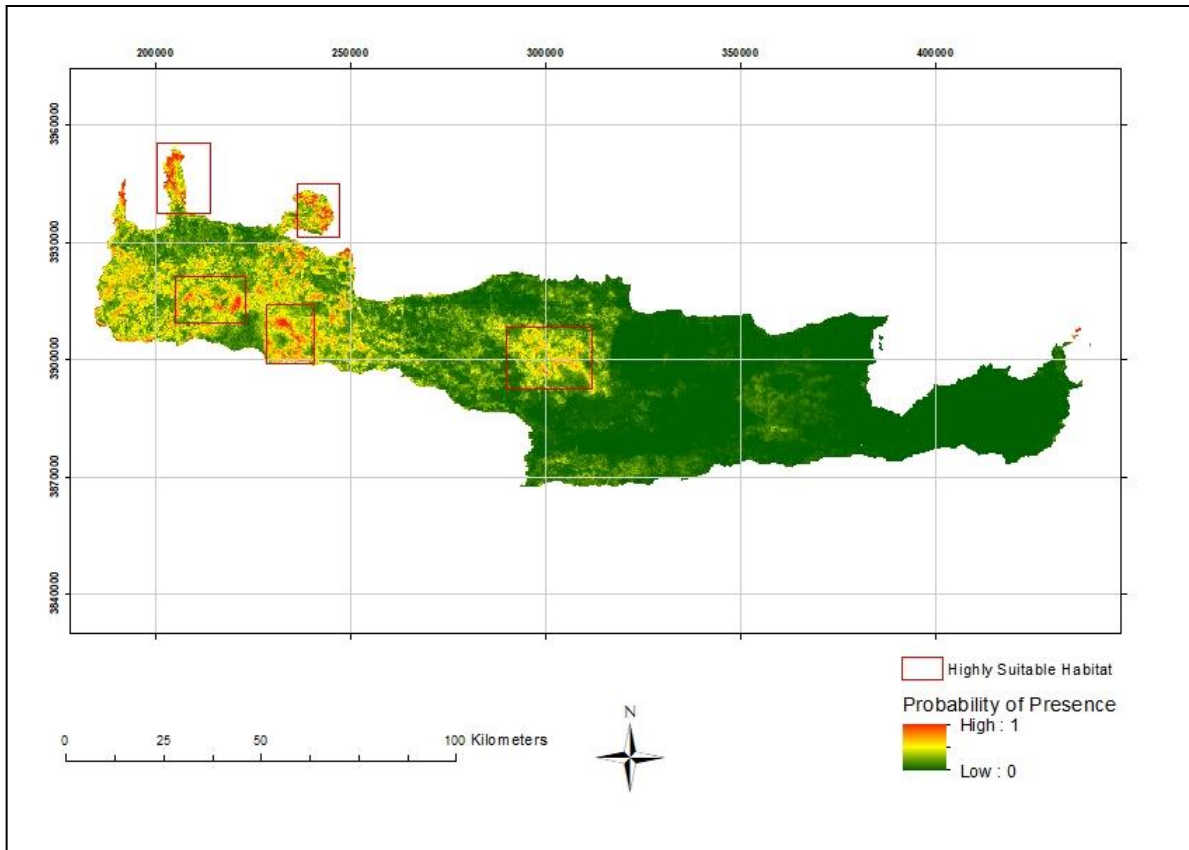 200000 250000 300000 350000 400000
3960000
3930000
3900000
3870000
3840000
Highly Suitable Habitat
Probability of Presence
High : 1
Low : 0
N
0 25 50 100 Kilometers